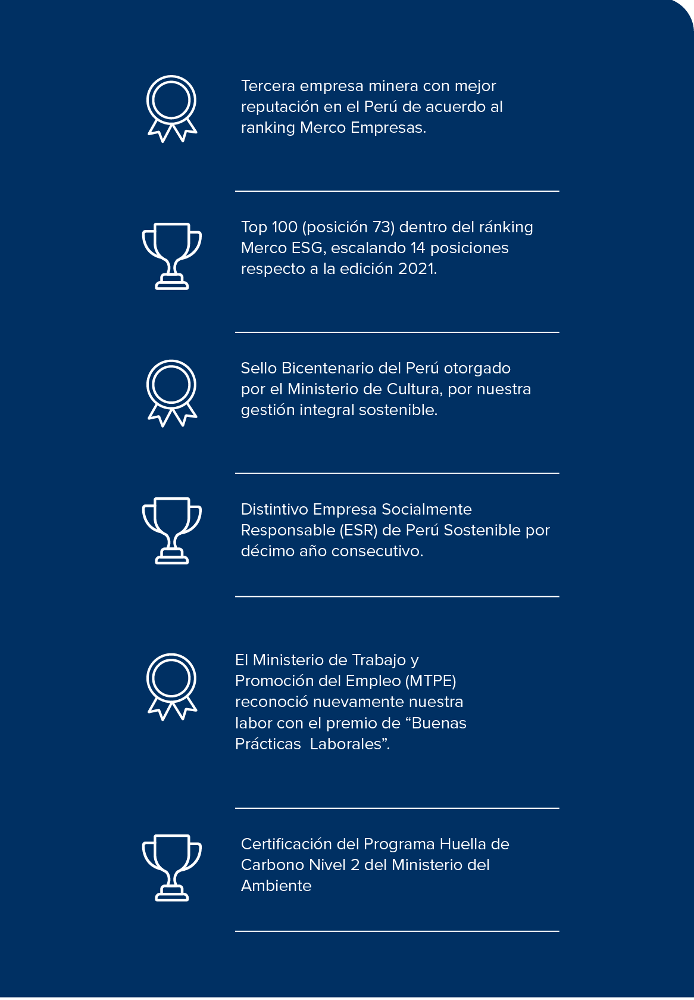 Tercera empresa minera con mejor
reputación en el Perú de acuerdo al
ranking Merco Empresas.
Top 100 (posición 73) dentro del ránking
Merco ESG, escalando 14 posiciones
respecto a la edición 2021.
Sello Bicentenario del Perú otorgado
por el Ministerio de Cultura, por nuestra
gestión integral sostenible.
Distintivo Empresa Socialmente
Responsable (ESR) de Perú Sostenible por
décimo año consecutivo.
El Ministerio de Trabajo y
Promoción del Empleo (MTPE)
reconoció nuevamente nuestra
labor con el premio de “Buenas
Prácticas  Laborales”.
Certificación del Programa Huella de
Carbono Nivel 2 del Ministerio del
Ambiente